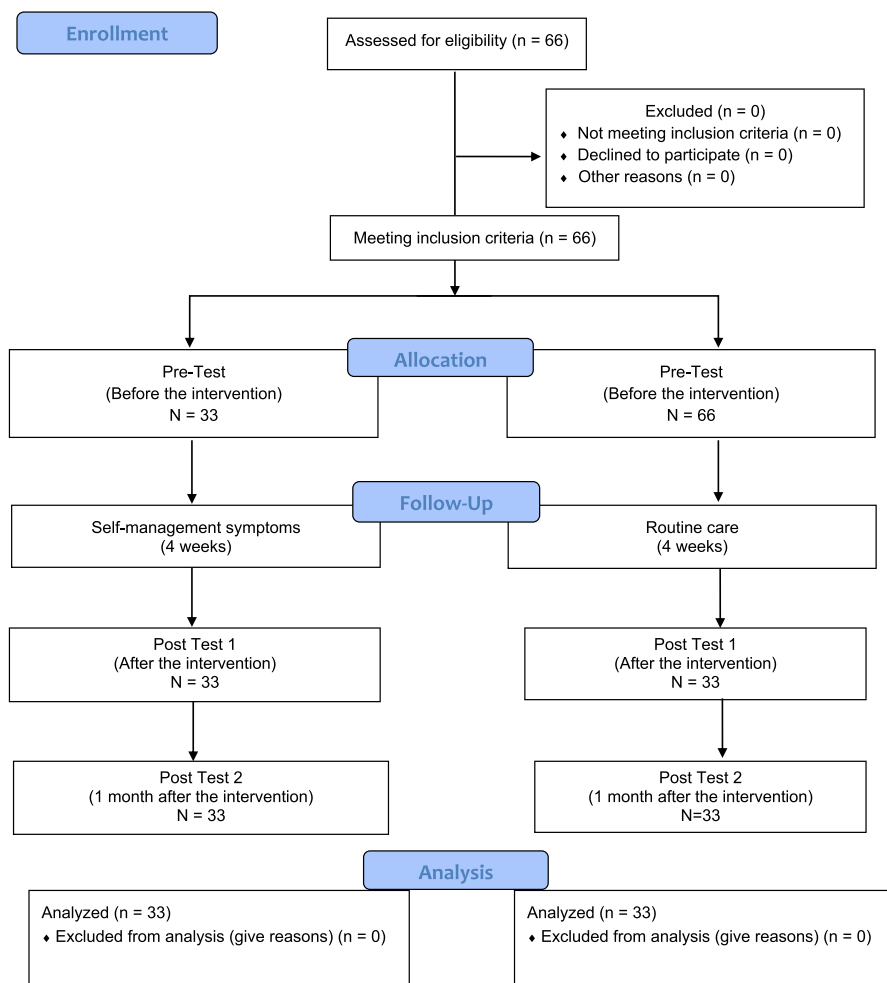 Enrollment
Assessed for eligibility (n = 66)
Excluded (n = 0)
♦ Not meeting inclusion criteria (n = 0)
♦ Declined to participate (n = 0)
♦ Other reasons (n = 0)
Meeting inclusion criteria (n = 66)
Allocation
Pre-Test
(Before the intervention)
N = 33
Pre-Test
(Before the intervention)
N = 66
Follow-Up
Self-management symptoms
(4 weeks)
Routine care
(4 weeks)
Post Test 1
(After the intervention)
N = 33
Post Test 1
(After the intervention)
N = 33
Post Test 2
(1 month after the intervention)
N = 33
Post Test 2
(1 month after the intervention)
N=33
Analysis
Analyzed (n = 33)
♦ Excluded from analysis (give reasons) (n = 0)
Analyzed (n = 33)
♦ Excluded from analysis (give reasons) (n = 0)